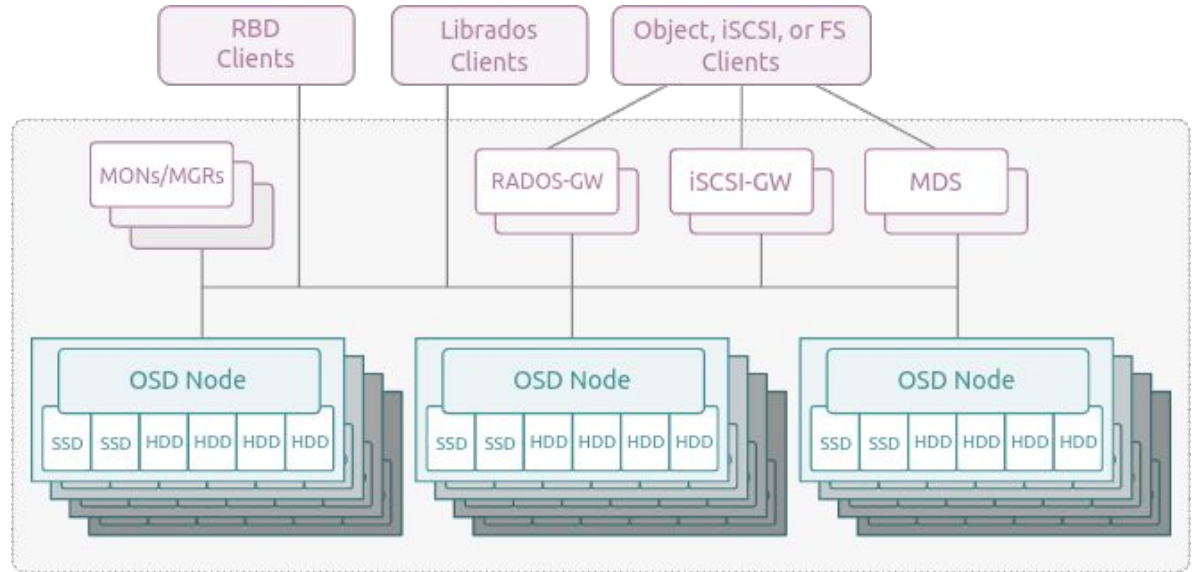 RBD
Clients
Librados
Clients
Object, iSCSI, or FS
Clients
MONs/MGRs
RADOS-GW
iSCSI-GW
MDS
OSD Node
SSD SSD HDD HDD HDD HDD
OSD Node
SSD SSD HDD HDD HDD HDD
OSD Node
SSD SSD HDD HDD HDD HDD